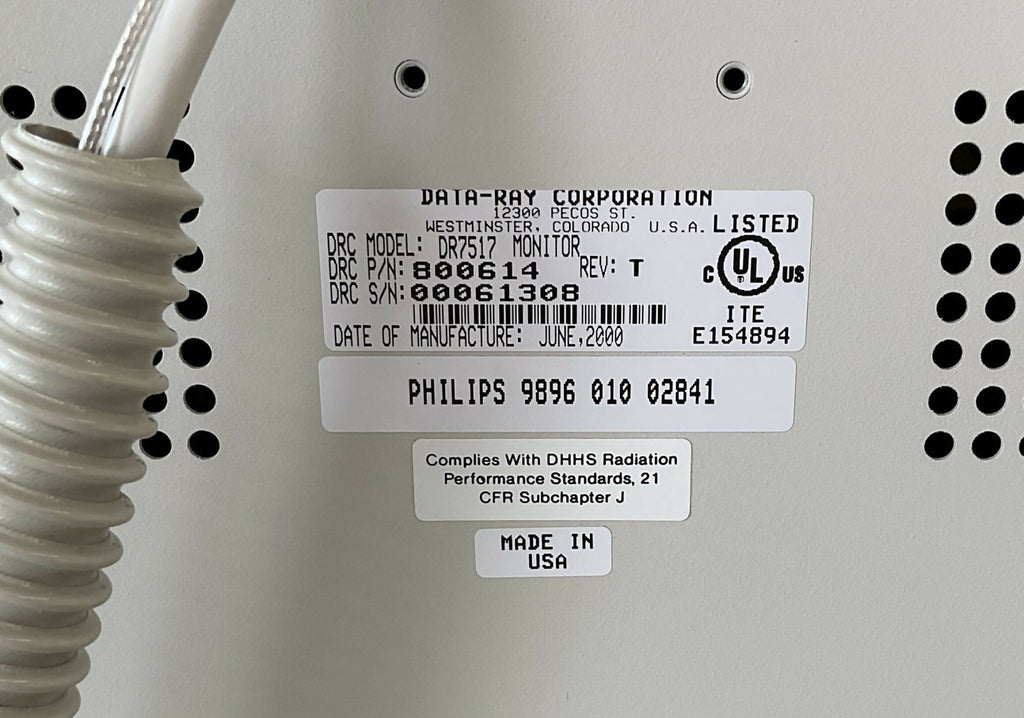 DATA-RAY CORPORATION
12300 PECOS ST.
WESTMINSTER, COLORADO U.S.A.
LISTED
DRC MODEL: DR7517 MONITOR
DRC P/N: 800614 REV: T
C UL US
DRC S/N: 00061308
ITE
DATE OF MANUFACTURE: JUNE,2000
E154894
PHILIPS 9896 010 02841
Complies With DHHS Radiation
Performance Standards, 21
CFR Subchapter J
MADE IN
USA